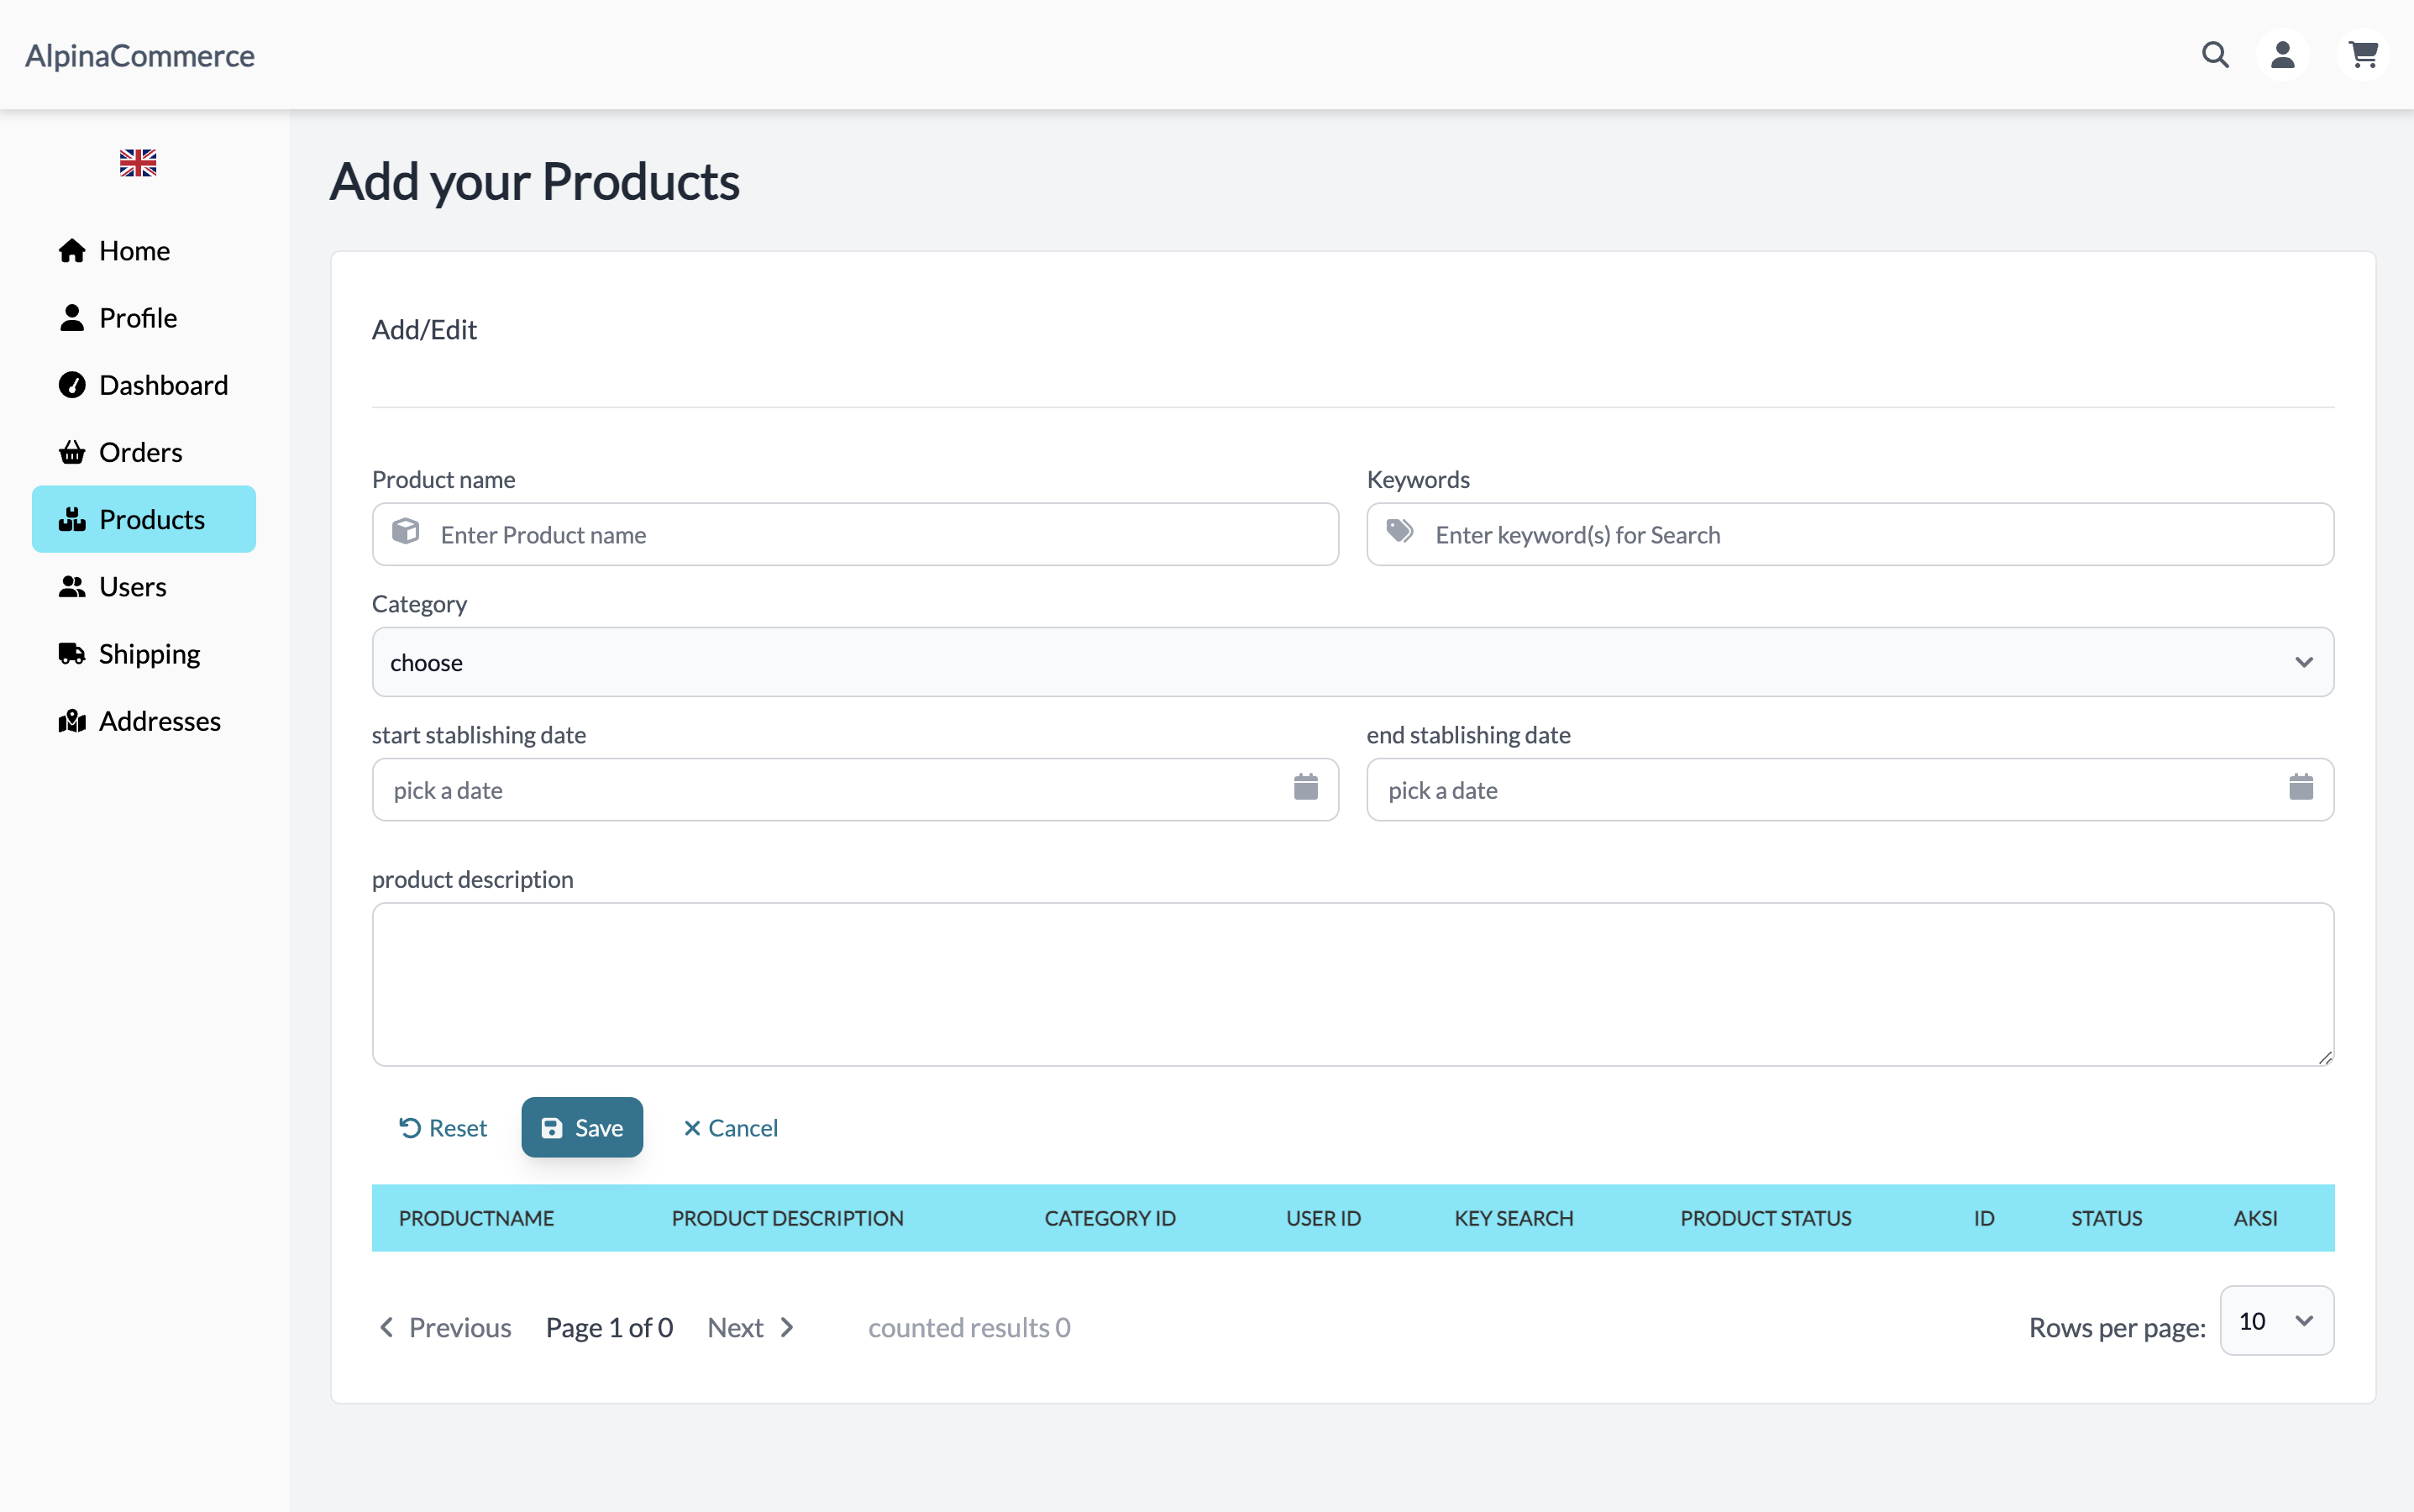 AlpinaCommerce
Home
Profile
Dashboard
Orders
Products
Users
Shipping
Addresses
Add your Products
Add/Edit
Product name
Keywords
Enter Product name
Enter keyword(s) for Search
Category
choose
start stablishing date
end stablishing date
pick a date
pick a date
product description
Reset
Save
Cancel
PRODUCTNAME PRODUCT DESCRIPTION CATEGORY ID USER ID KEY SEARCH PRODUCT STATUS ID STATUS AKSI
Previous Page 1 of 0 Next counted results 0 Rows per page: 10